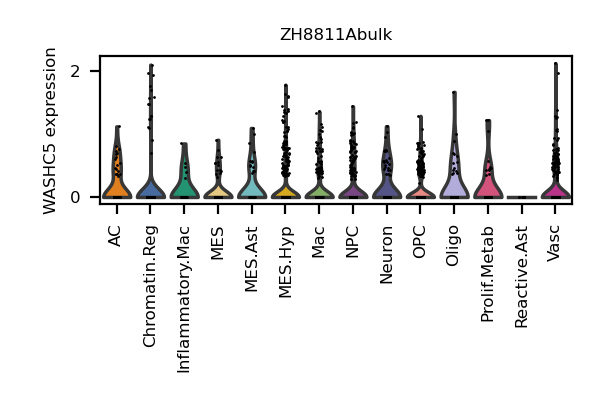 ZH8811Abulk
WASHC5 expression
2
0
AC
Chromatin.Reg
Inflammatory.Mac
MES
MES.Ast
MES.Hyp
Mac
NPC
Neuron
OPC
Oligo
Prolif.Metab
Reactive.Ast
Vasc